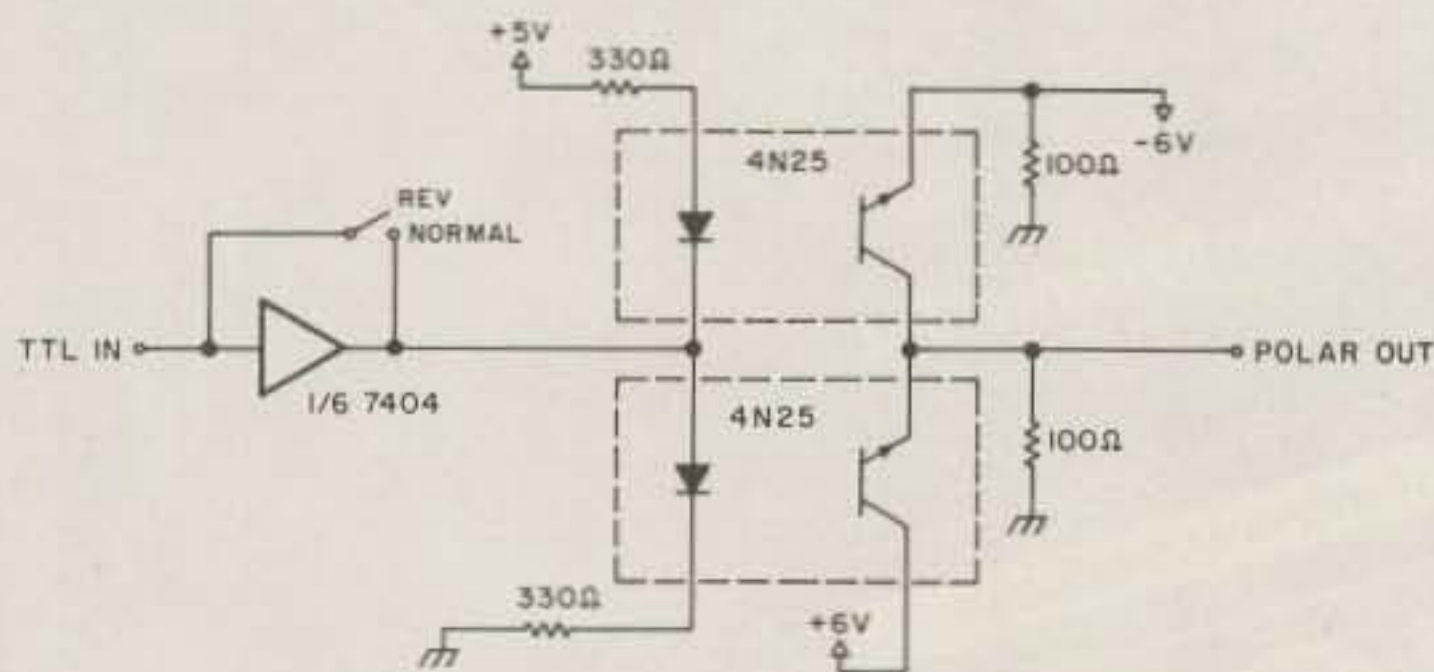 +5V
330Ω
4N25
-6V
100Ω
REV
NORMAL
TTL IN
1/6 7404
POLAR OUT
4N25
100Ω
330Ω
+6V